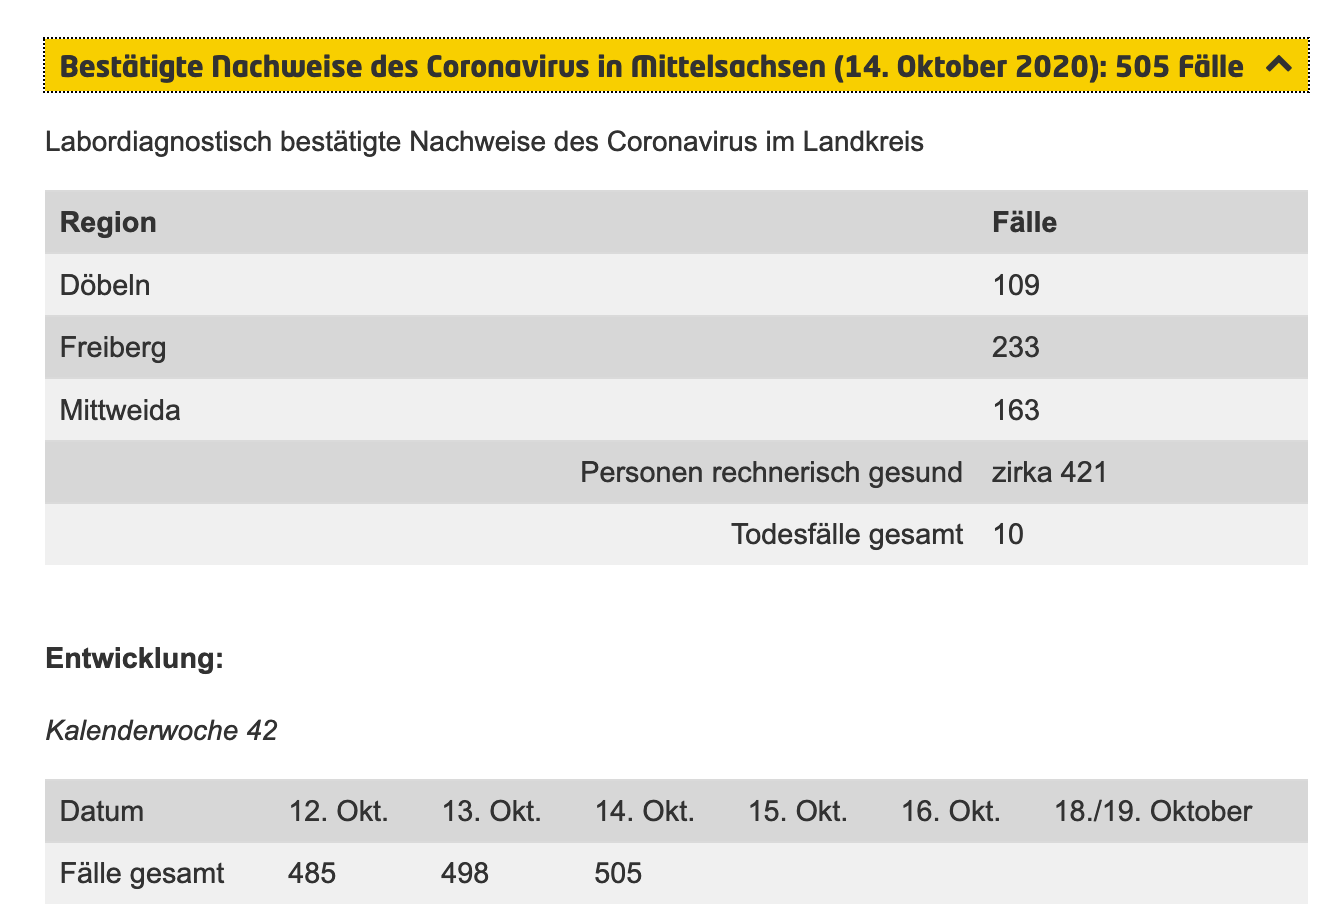 Bestätigte Nachweise des Coronavirus in Mittelsachsen (14. Oktober 2020): 505 Fälle
Labordiagnostisch bestätigte Nachweise des Coronavirus im Landkreis
Region Fälle
Döbeln 109
Freiberg 233
Mittweida 163
Personen rechnerisch gesund zirka 421
Todesfälle gesamt 10
Entwicklung:
Kalenderwoche 42
Datum 12. Okt. 13. Okt. 14. Okt. 15. Okt. 16. Okt. 18./19. Oktober
Fälle gesamt 485 498 505